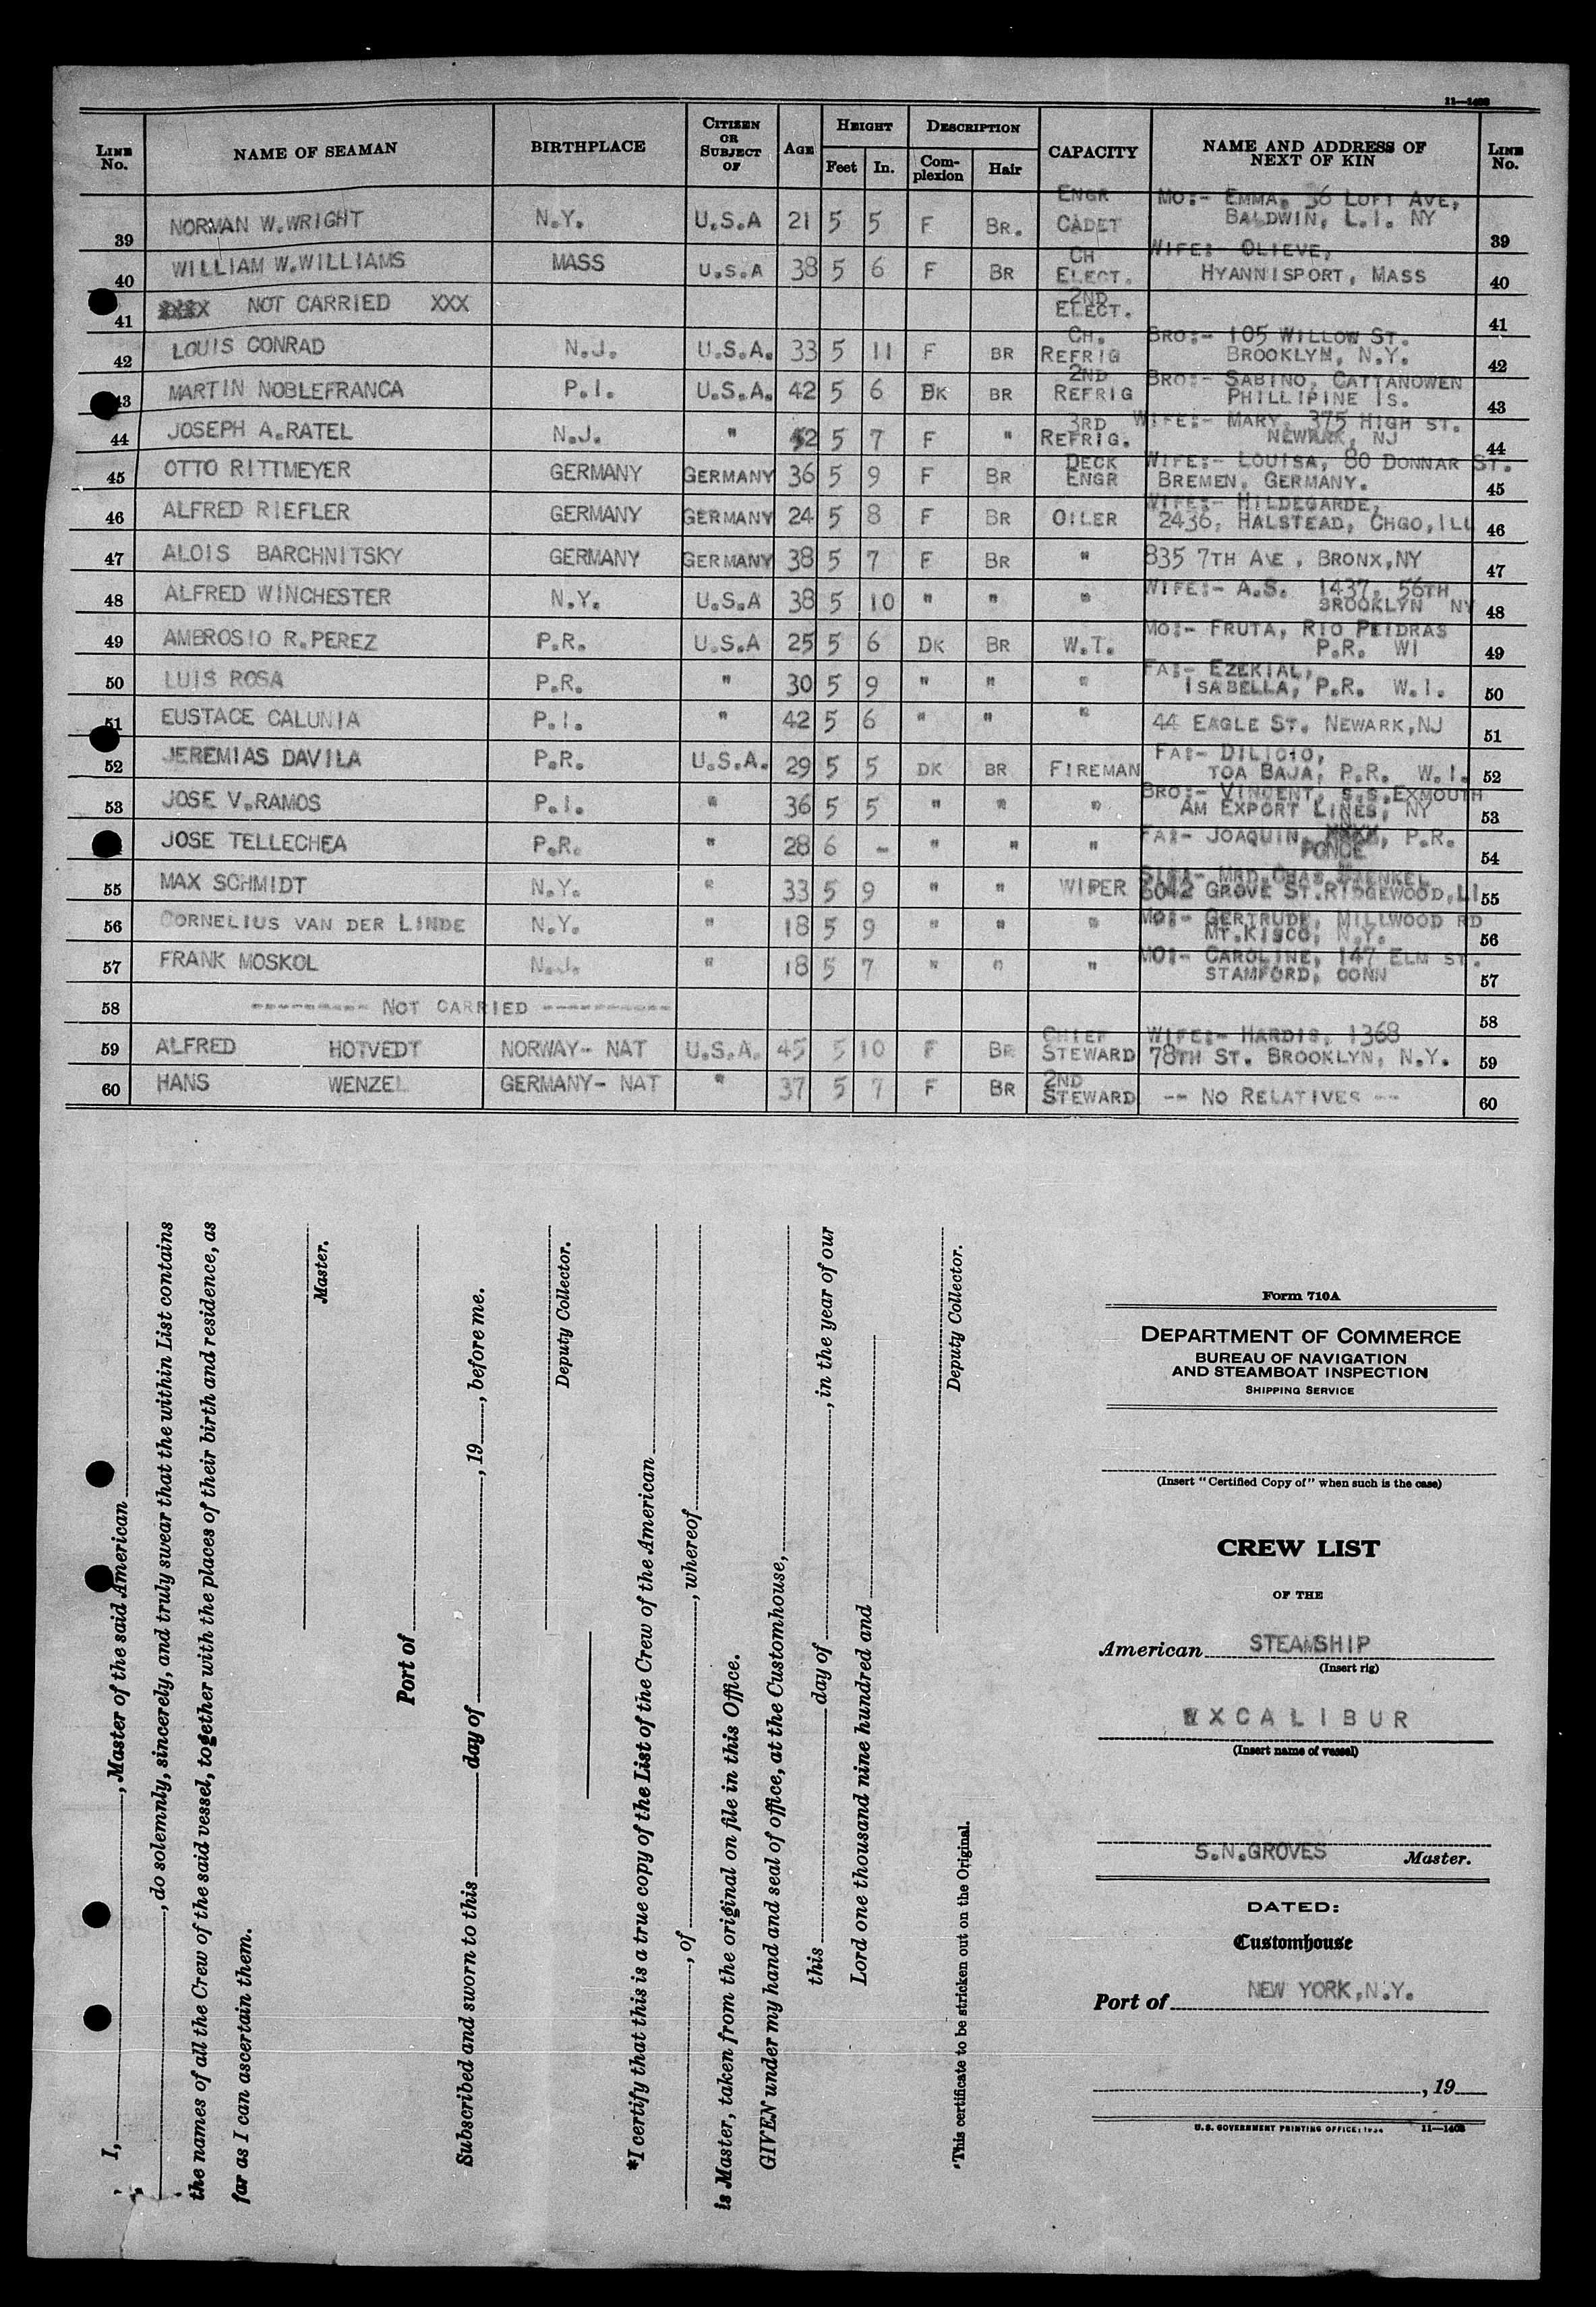 11—1403
LINE No. NAME OF SEAMAN BIRTHPLACE CITIZEN OR SUBJECT OF AGE HEIGHT Feet In. DESCRIPTION Complexion Hair CAPACITY NAME AND ADDRESS OF NEXT OF KIN LINE No.
39 NORMAN W.WRIGHT N.Y. U.S.A 21 5 5 F BR. ENGR CADET MO:- EMMA, 36 LOFT AVE, BALDWIN, L.I. NY 39
40 WILLIAM W.WILLIAMS MASS U.S.A 38 5 6 F BR CH ELECT. WIFE:- OLIEVE, HYANNISPORT, MASS 40
41 XXXX NOT CARRIED XXX 2ND ELECT. 41
42 LOUIS CONRAD N.J. U.S.A. 33 5 11 F BR CH. REFRIG BRO:- 105 WILLOW ST. BROOKLYN, N.Y. 42
43 MARTIN NOBLEFRANCA P.I. U.S.A. 42 5 6 DK BR 2ND REFRIG BRO:- SABINO, CATTANOWEN PHILLIPINE IS. 43
44 JOSEPH A.RATEL N.J. " 52 5 7 F " 3RD REFRIG. WIFE:- MARY, 375 HIGH ST. NEWARK, NJ 44
45 OTTO RITTMEYER GERMANY GERMANY 36 5 9 F BR DECK ENGR WIFE:- LOUISA, 80 DONNAR ST. BREMEN, GERMANY. 45
46 ALFRED RIEFLER GERMANY GERMANY 24 5 8 F BR OILER WIFE:- HILDEGARDE, 2436, HALSTEAD, CHGO,ILL 46
47 ALOIS BARCHNITSKY GERMANY GERMANY 38 5 7 F BR " 835 7TH AVE , BRONX,NY 47
48 ALFRED WINCHESTER N.Y. U.S.A 38 5 10 " " " WIFE:- A.S. 1437, 56TH BROOKLYN NY 48
49 AMBROSIO R.PEREZ P.R. U.S.A 25 5 6 DK BR W.T. MO:- FRUTA, RIO PEIDRAS P.R. WI 49
50 LUIS ROSA P.R. " 30 5 9 " " " FA:- EZEKIAL, ISABELLA, P.R. W.I. 50
51 EUSTACE CALUNIA P.I. " 42 5 6 " " " 44 EAGLE ST. NEWARK,NJ 51
52 JEREMIAS DAVILA P.R. U.S.A. 29 5 5 DK BR FIREMAN FA:- DILICIO, TOA BAJA, P.R. W.I. 52
53 JOSE V.RAMOS P.I. " 36 5 5 " " " BRO:- VINCENT, S.S.EXMOUTH AM EXPORT LINES, NY 53
JOSE TELLECHEA P.R. " 28 6 - " " " FA:- JOAQUIN, PONCE, P.R. 54
55 MAX SCHMIDT N.Y. " 33 5 9 " " WIPER 6042 GROVE ST.RIDGEWOOD,LI 55
56 CORNELIUS VAN DER LINDE N.Y. " 18 5 9 " " " MO:- GERTRUDE, MILLWOOD RD MT.KISCO, N.Y. 56
57 FRANK MOSKOL N.J. " 18 5 7 " " " MO:- CAROLINE, 147 ELM ST. STAMFORD, CONN 57
58 --------- NOT CARRIED ---------- 58
59 ALFRED HOTVEDT NORWAY- NAT U.S.A. 45 5 10 F BR CHIEF STEWARD WIFE:- HARDIS, 1368 78TH ST. BROOKLYN, N.Y. 59
60 HANS WENZEL GERMANY- NAT " 37 5 7 F BR 2ND STEWARD -- NO RELATIVES -- 60
I, , Master of the said American
, do solemnly, sincerely, and truly swear that the within List contains
the names of all the Crew of the said vessel, together with the places of their birth and residence, as
far as I can ascertain them.
Master.
Port of
Subscribed and sworn to this day of , 19 , before me.
Deputy Collector.
*I certify that this is a true copy of the List of the Crew of the American
, of , whereof
is Master, taken from the original on file in this Office.
GIVEN under my hand and seal of office, at the Customhouse,
this day of , in the year of our
Lord one thousand nine hundred and
Deputy Collector.
*This certificate to be stricken out on the Original.
Form 710A
DEPARTMENT OF COMMERCE
BUREAU OF NAVIGATION
AND STEAMBOAT INSPECTION
SHIPPING SERVICE
(Insert "Certified Copy of" when such is the case)
CREW LIST
OF THE
American STEAMSHIP
(Insert rig)
EXCALIBUR
(Insert name of vessel)
S.N.GROVES Master.
DATED:
Customhouse
Port of NEW YORK,N.Y.
, 19
U.S. GOVERNMENT PRINTING OFFICE: 1934 11—1403